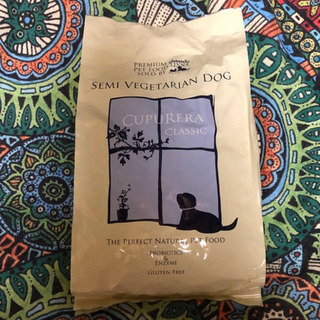 PREMIUM
PET FOOD
SOLD BY
SEMI VEGETARIAN DOG
CUPURERA
CLASSIC
THE PERFECT NATURAL PET FOOD
PROBIOTICS
&
ENZYME
GLUTEN FREE